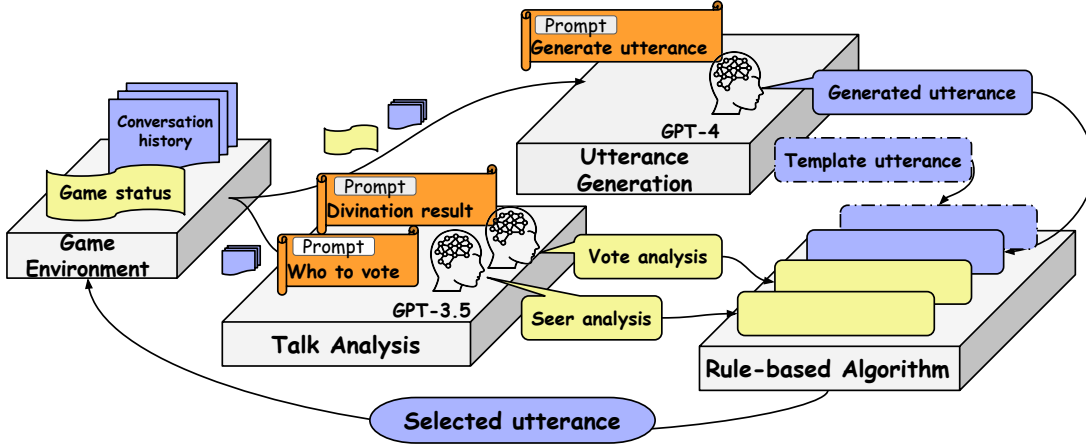 Prompt
Generate utterance
Generated utterance
GPT-4
Utterance
Generation
Template utterance
Conversation
history
Game status
Game
Environment
Prompt
Divination result
Prompt
Who to vote
GPT-3.5
Talk Analysis
Vote analysis
Seer analysis
Rule-based Algorithm
Selected utterance